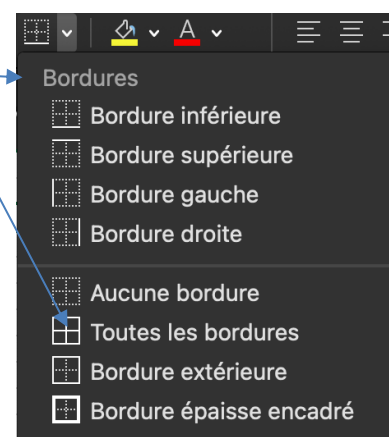 A
Bordures
Bordure inférieure
Bordure supérieure
Bordure gauche
Bordure droite
Aucune bordure
Toutes les bordures
Bordure extérieure
Bordure épaisse encadré